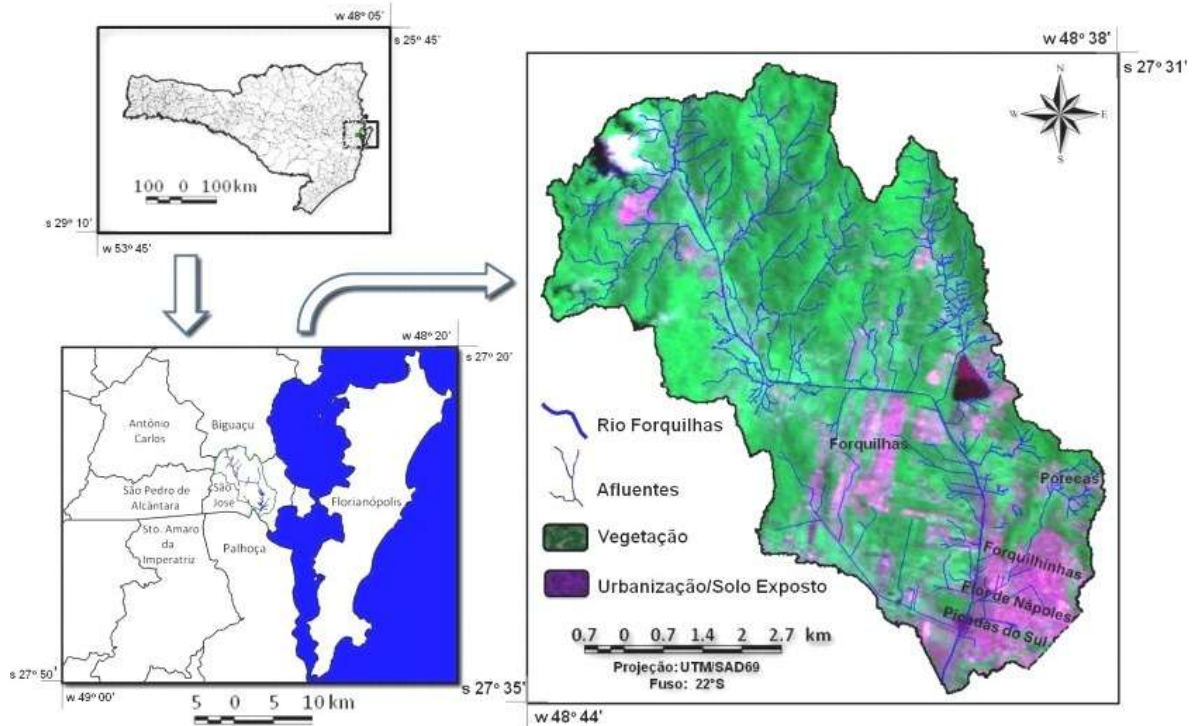 w 48º 05'
s 25º 45'
100 0 100 km
s 29º 10'
w 53º 45'
w 48º 20'
s 27º 20'
Antônio
Carlos
Biguaçu
São Pedro de
Alcântara
São
Jose
Florianópolis
Sto. Amaro
da
Imperatriz
Palhoça
s 27º 50'
w 49º 00'
5 0 5 10 km
w 48º 38'
s 27º 31'
N
W E
S
Rio Forquilhas
Afluentes
Vegetação
Urbanização/Solo Exposto
Forquilhas
Potecas
Forquilhinhas
Flor de Nápoles
Picadas do Sul
0.7 0 0.7 1.4 2 2.7 km
Projeção: UTM/SAD69
Fuso: 22ºS
s 27º 35'
w 48º 44'